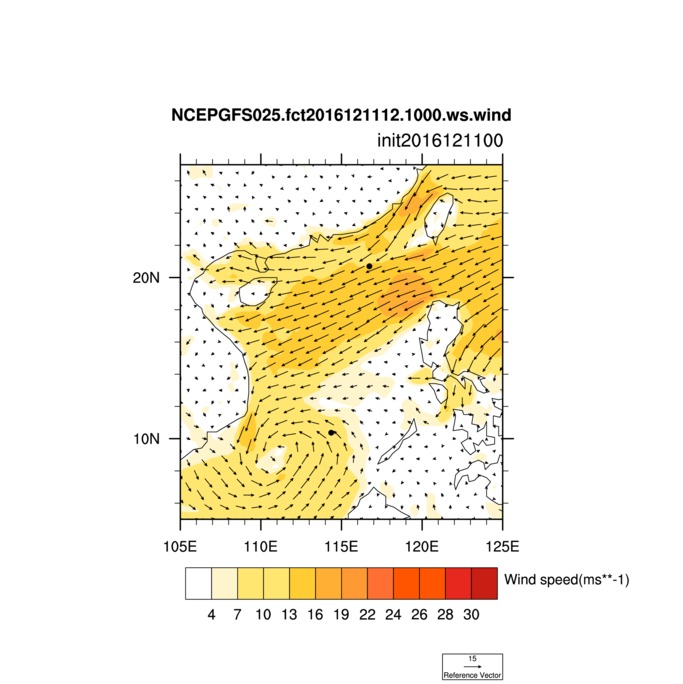 NCEPGFS025.fct2016121112.1000.ws.wind
init2016121100
20N
10N
105E 110E 115E 120E 125E
Wind speed(ms**-1)
4 7 10 13 16 19 22 24 26 28 30
15
Reference Vector